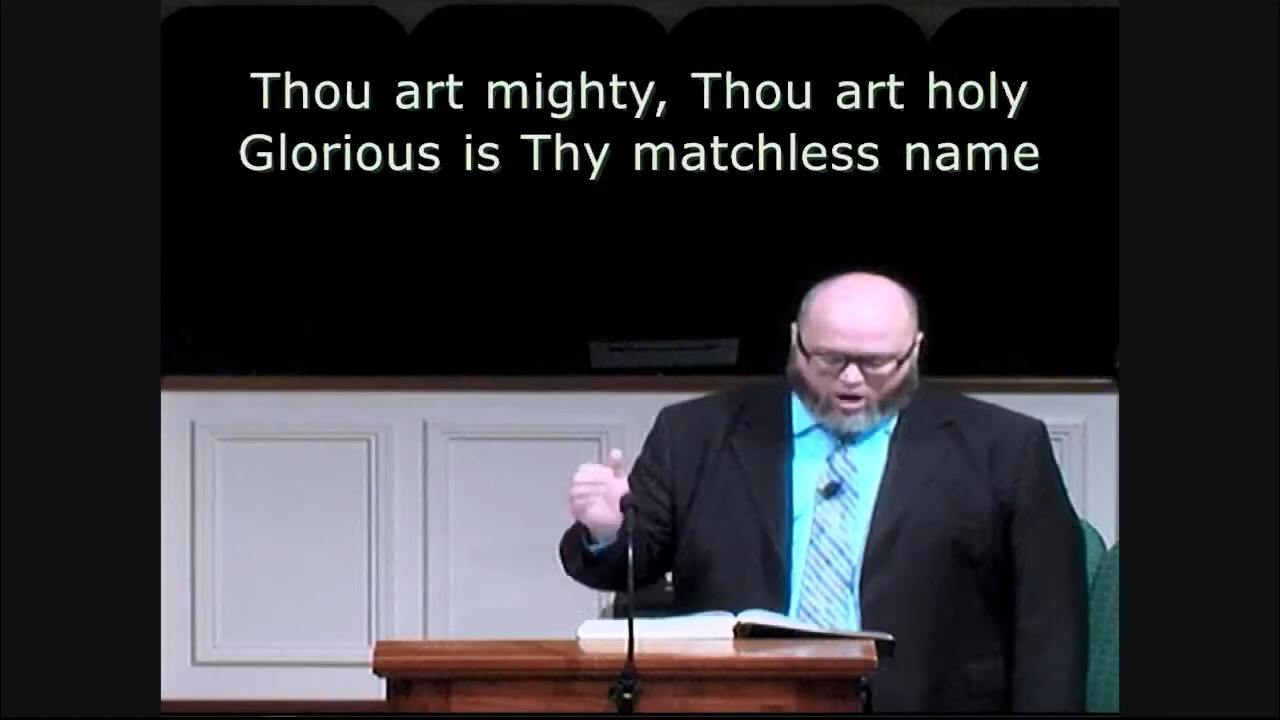 Thou art mighty, Thou art holy
Glorious is Thy matchless name